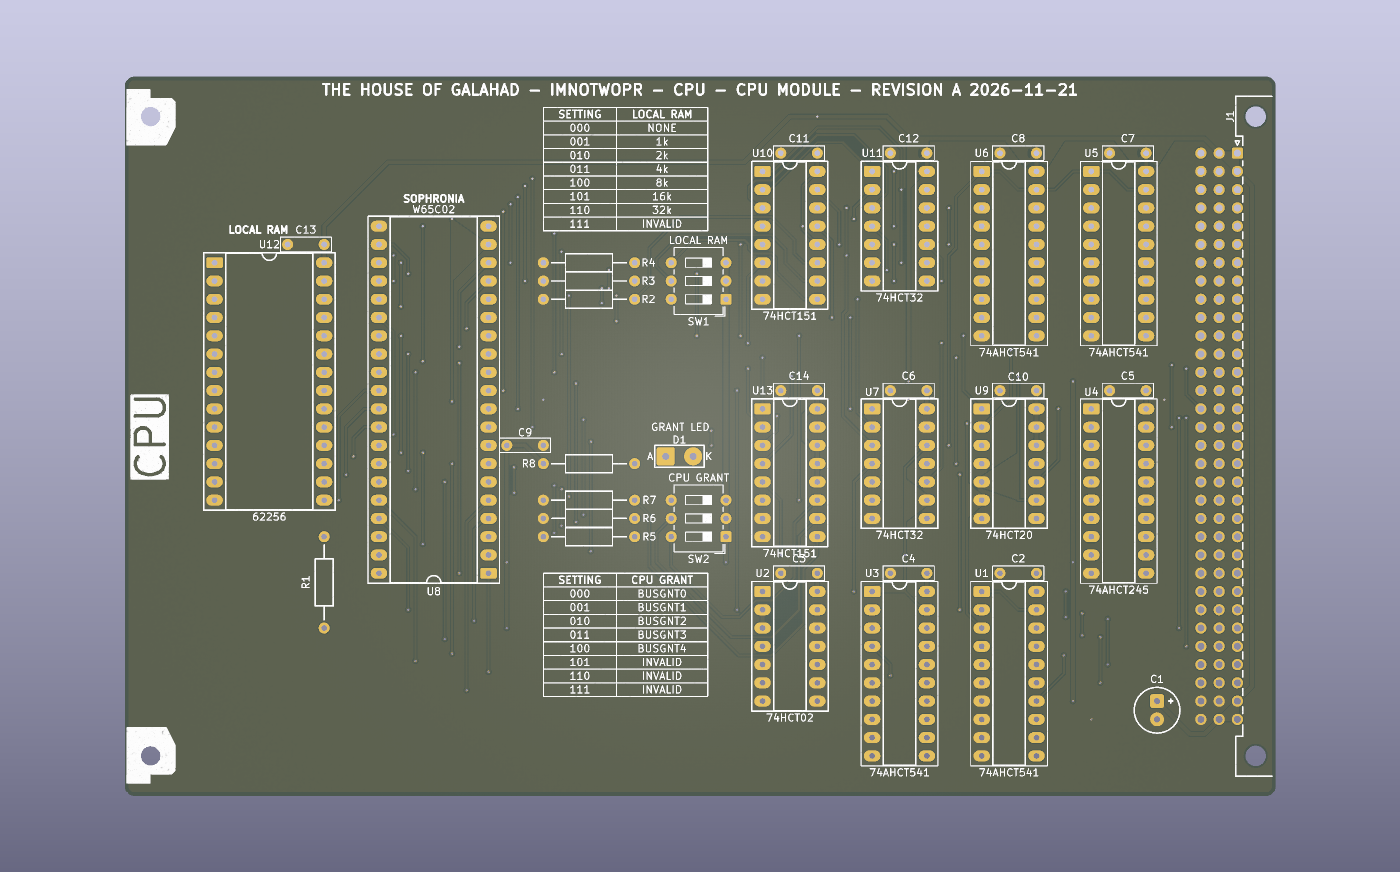 THE HOUSE OF GALAHAD — IMNOTWOPR — CPU — CPU MODULE — REVISION A 2026-11-21
J1
SETTING LOCAL RAM
000 NONE
001 1k
010 2k
011 4k
100 8k
101 16k
110 32k
111 INVALID
C11 C12 C8 C7
U10 U11 U6 U5
SOPHRONIA
W65C02
LOCAL RAM C13
U12
LOCAL RAM
R4
R3
R2
SW1
74HCT151 74HCT32 74AHCT541 74AHCT541
CPU
C14 C6 C10 C5
U13 U7 U9 U4
GRANT LED
D1
A K
C9
R8
CPU GRANT
R7
R6
R5
SW2
62256
74HCT151 74HCT32 74HCT20
C3 C4 C2
U2 U3 U1
R1
U8
74AHCT245
SETTING CPU GRANT
000 BUSGNT0
001 BUSGNT1
010 BUSGNT2
011 BUSGNT3
100 BUSGNT4
101 INVALID
110 INVALID
111 INVALID
C1
+
74HCT02
74AHCT541 74AHCT541